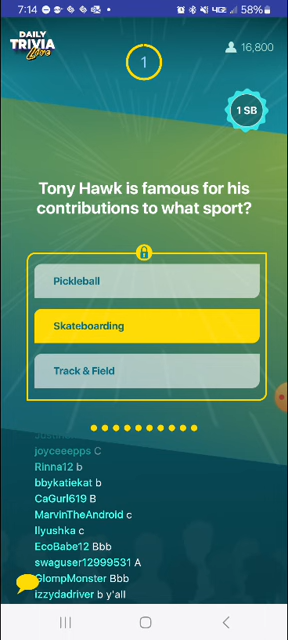 7:14
58%
DAILY
TRIVIA
Live
16,800
1
1 SB
Tony Hawk is famous for his
contributions to what sport?
Pickleball
Skateboarding
Track & Field
joyceeepps C
Rinna12 b
bbykatiekat b
CaGurl619 B
MarvinTheAndroid c
Ilyushka c
EcoBabe12 Bbb
swaguser12999531 A
GlompMonster Bbb
izzydadriver b y'all